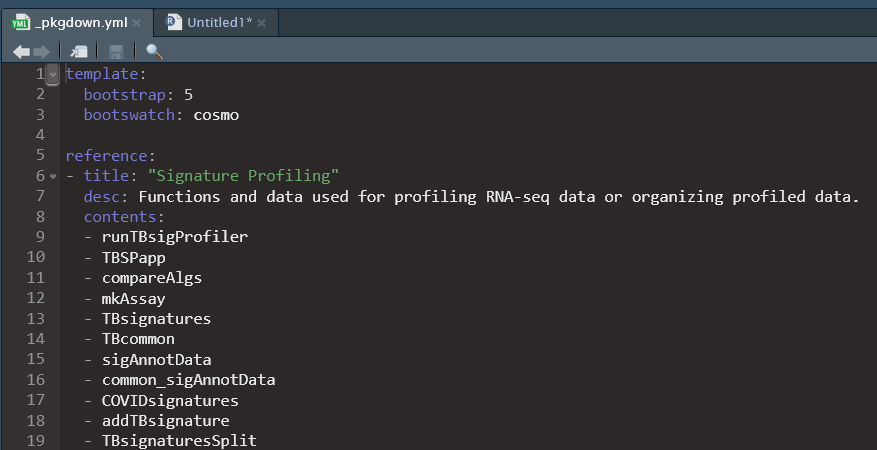 _pkgdown.yml Untitled1*
1 template:
2 bootstrap: 5
3 bootswatch: cosmo
4
5 reference:
6 - title: "Signature Profiling"
7 desc: Functions and data used for profiling RNA-seq data or organizing profiled data.
8 contents:
9 - runTBsigProfiler
10 - TBSPapp
11 - compareAlgs
12 - mkAssay
13 - TBsignatures
14 - TBcommon
15 - sigAnnotData
16 - common_sigAnnotData
17 - COVIDsignatures
18 - addTBsignature
19 - TBsignaturesSplit